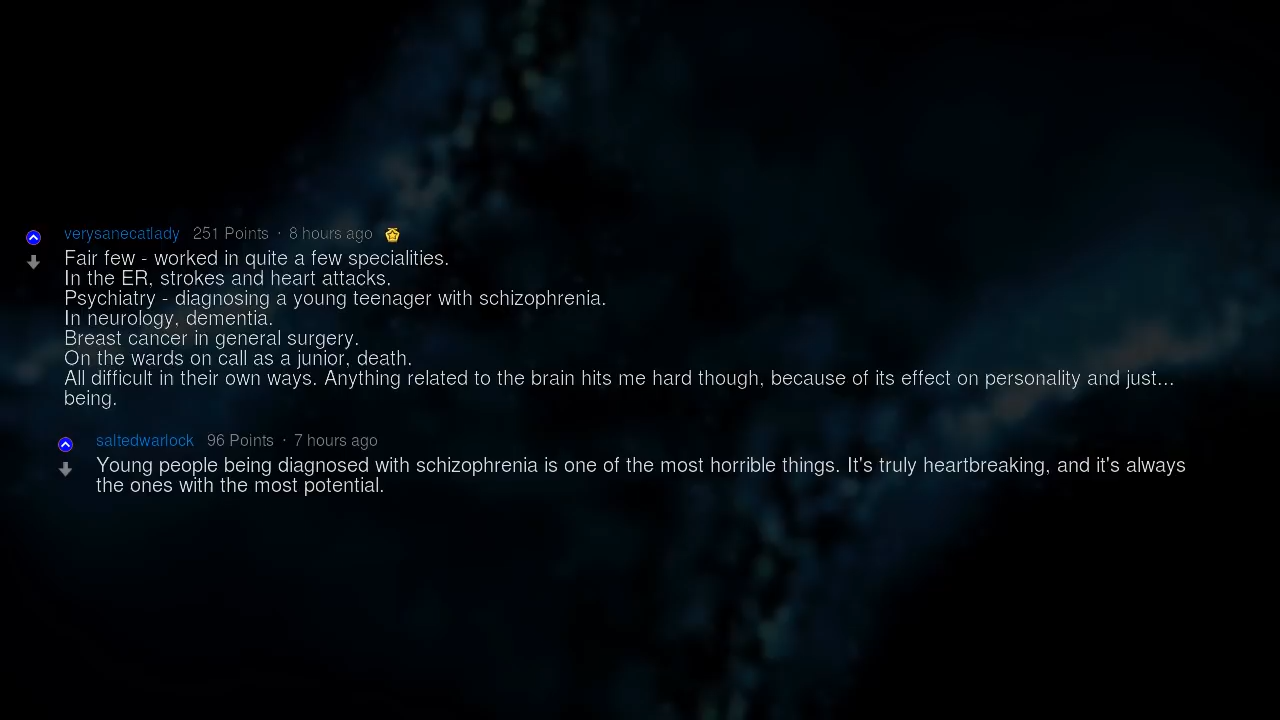 verysanecatlady 251 Points · 8 hours ago
Fair few - worked in quite a few specialities.
In the ER, strokes and heart attacks.
Psychiatry - diagnosing a young teenager with schizophrenia.
In neurology, dementia.
Breast cancer in general surgery.
On the wards on call as a junior, death.
All difficult in their own ways. Anything related to the brain hits me hard though, because of its effect on personality and just...
being.
saltedwarlock 96 Points · 7 hours ago
Young people being diagnosed with schizophrenia is one of the most horrible things. It's truly heartbreaking, and it's always
the ones with the most potential.